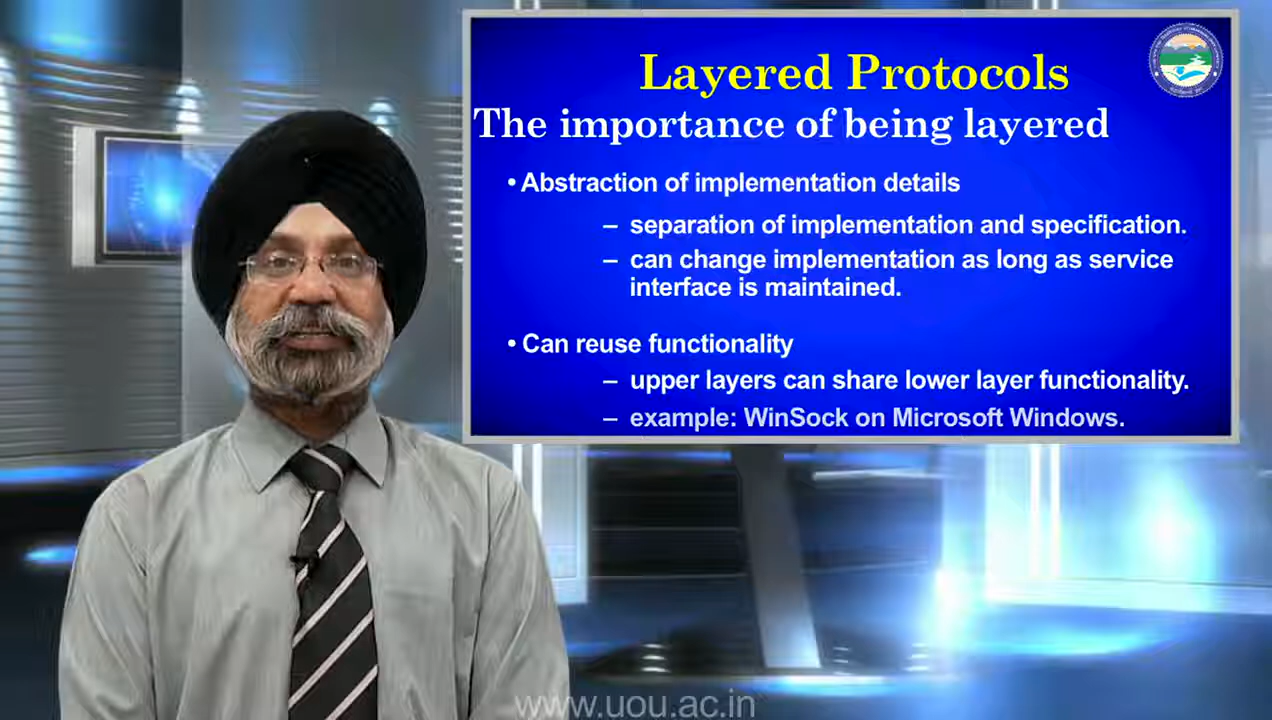 Layered Protocols
The importance of being layered
• Abstraction of implementation details
– separation of implementation and specification.
– can change implementation as long as service
interface is maintained.
• Can reuse functionality
– upper layers can share lower layer functionality.
– example: WinSock on Microsoft Windows.
www.uou.ac.in